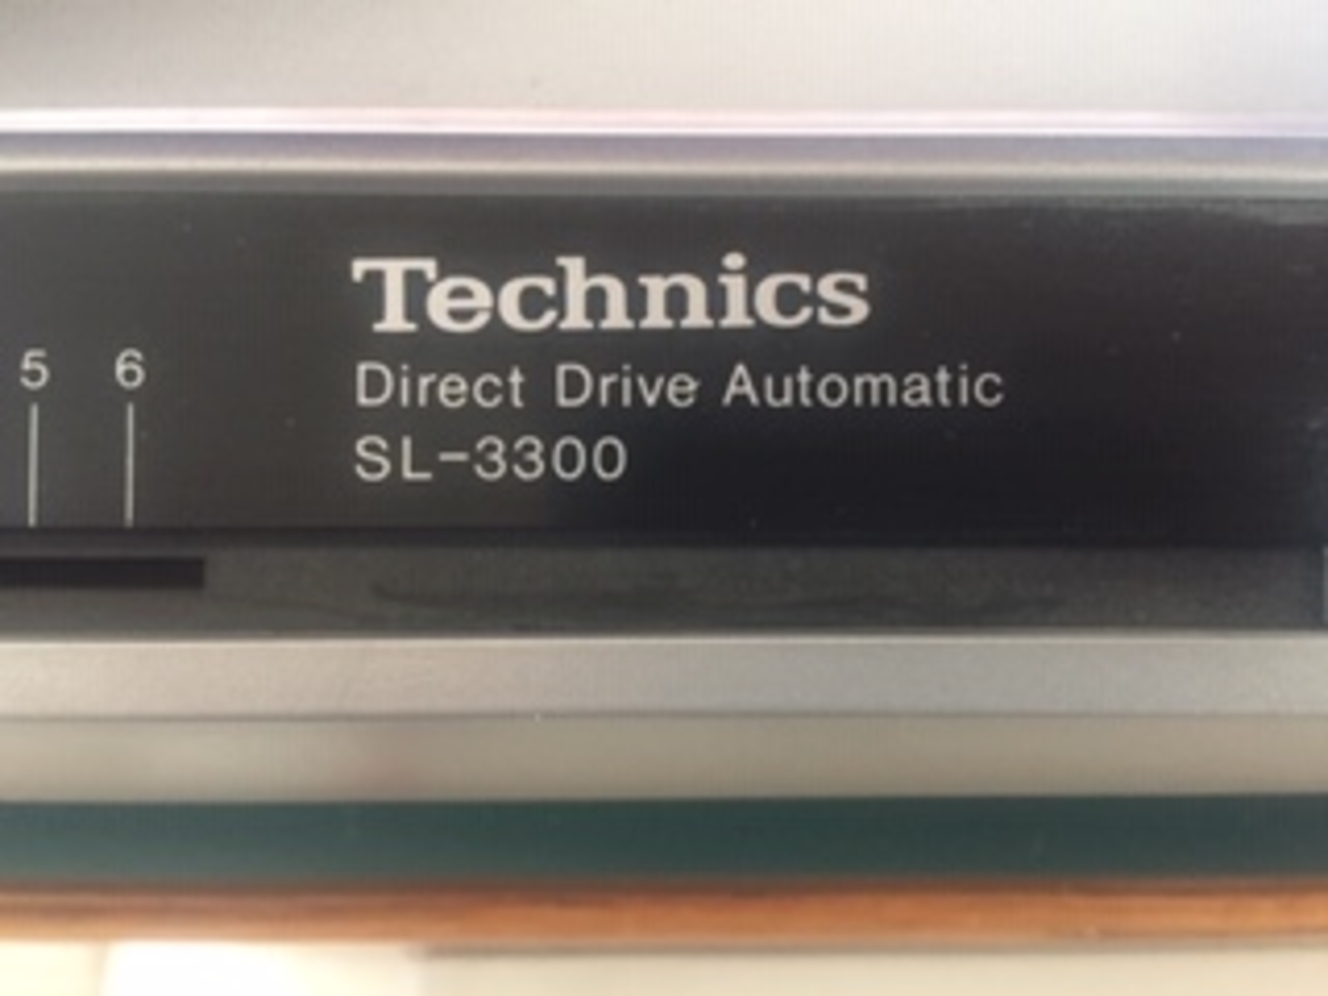 5 6
Technics
Direct Drive Automatic
SL-3300